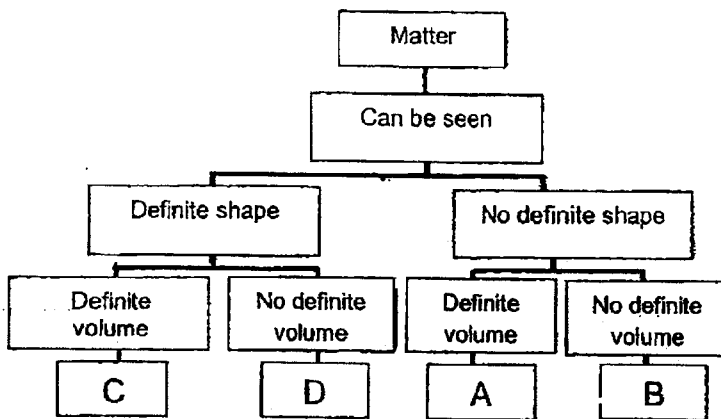 Matter
Can be seen
Definite shape
No definite shape
Definite
volume
No definite
volume
Definite
volume
No definite
volume
C
D
A
B